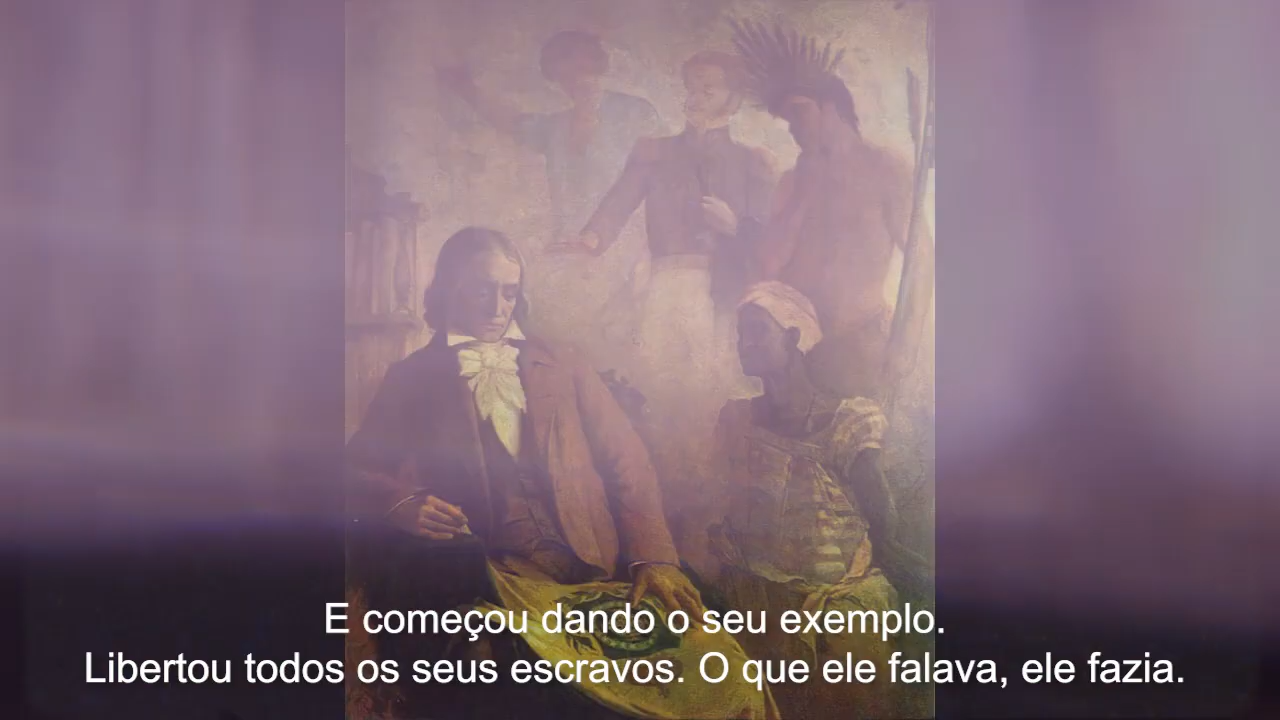 E começou dando o seu exemplo.
Libertou todos os seus escravos. O que ele falava, ele fazia.